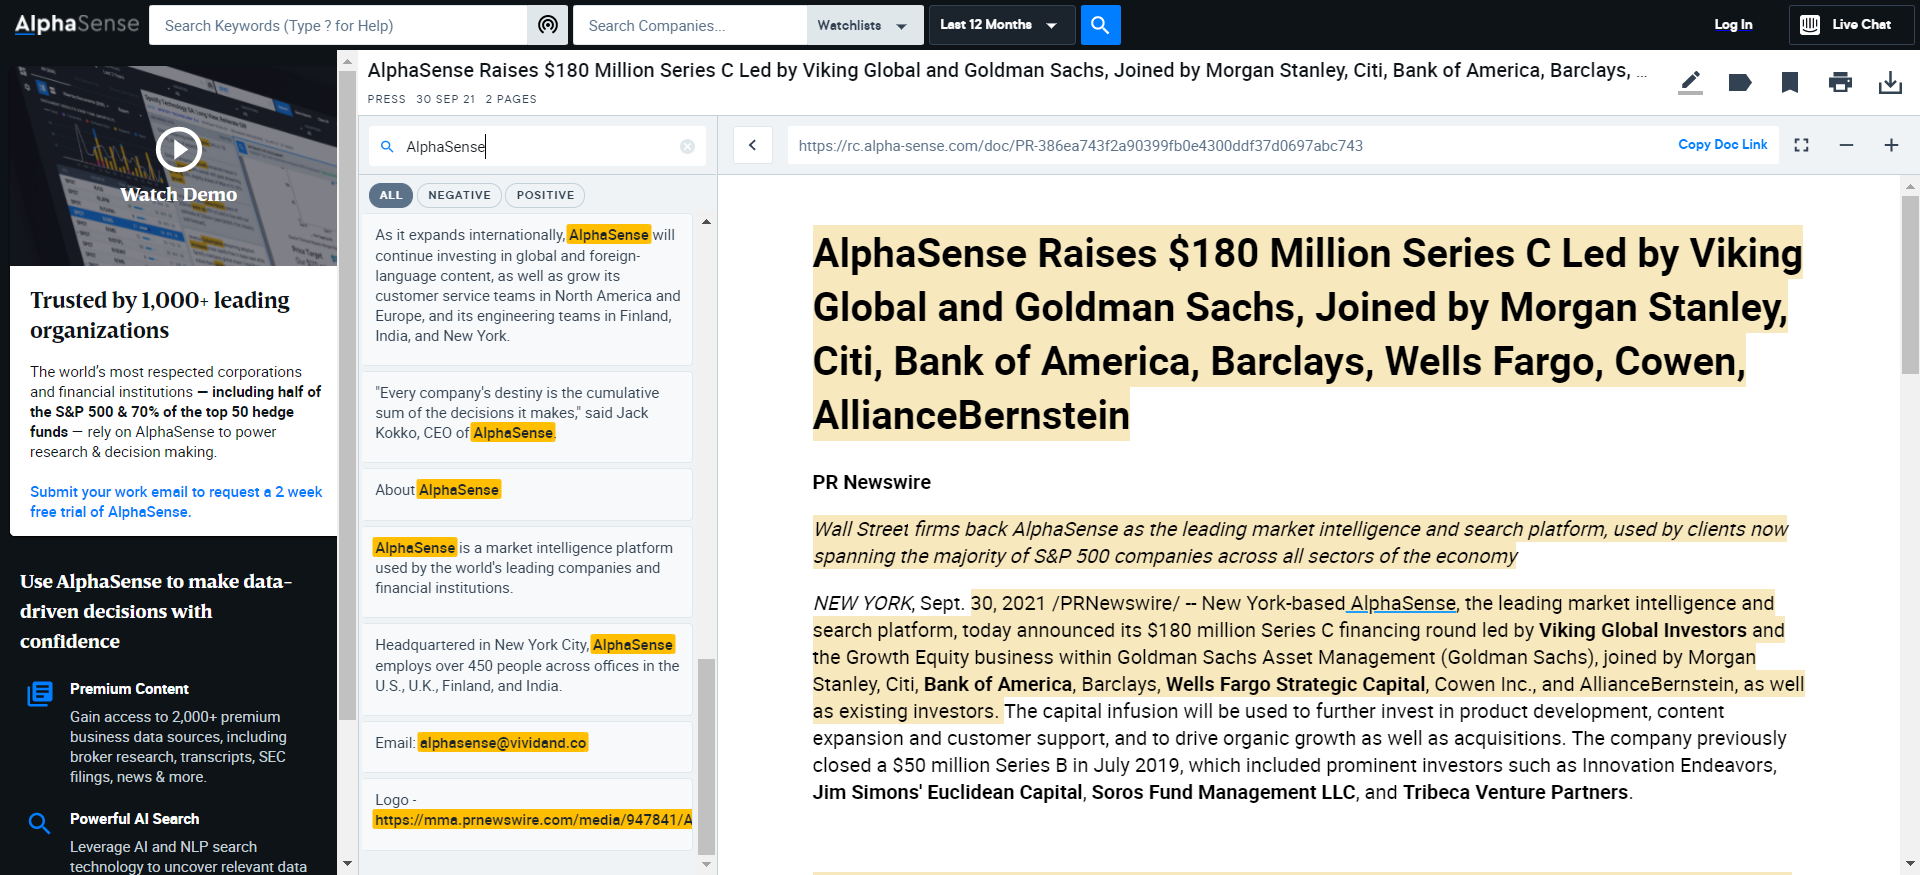 AlphaSense
Search Keywords (Type ? for Help)
Search Companies...
Watchlists
Last 12 Months
Log In
Live Chat
Watch Demo
Trusted by 1,000+ leading
organizations
The world's most respected corporations
and financial institutions — including half of
the S&P 500 & 70% of the top 50 hedge
funds — rely on AlphaSense to power
research & decision making.
Submit your work email to request a 2 week
free trial of AlphaSense.
Use AlphaSense to make data-
driven decisions with
confidence
Premium Content
Gain access to 2,000+ premium
business data sources, including
broker research, transcripts, SEC
filings, news & more.
Powerful AI Search
Leverage AI and NLP search
technology to uncover relevant data
AlphaSense Raises $180 Million Series C Led by Viking Global and Goldman Sachs, Joined by Morgan Stanley, Citi, Bank of America, Barclays, ...
PRESS 30 SEP 21 2 PAGES
AlphaSense
ALL NEGATIVE POSITIVE
As it expands internationally, AlphaSense will
continue investing in global and foreign-
language content, as well as grow its
customer service teams in North America and
Europe, and its engineering teams in Finland,
India, and New York.
"Every company's destiny is the cumulative
sum of the decisions it makes," said Jack
Kokko, CEO of AlphaSense.
About AlphaSense
AlphaSense is a market intelligence platform
used by the world's leading companies and
financial institutions.
Headquartered in New York City, AlphaSense
employs over 450 people across offices in the
U.S., U.K., Finland, and India.
Email: alphasense@vividand.co
Logo -
https://mma.prnewswire.com/media/947841/A
https://rc.alpha-sense.com/doc/PR-386ea743f2a90399fb0e4300ddf37d0697abc743
Copy Doc Link
AlphaSense Raises $180 Million Series C Led by Viking
Global and Goldman Sachs, Joined by Morgan Stanley,
Citi, Bank of America, Barclays, Wells Fargo, Cowen,
AllianceBernstein
PR Newswire
Wall Street firms back AlphaSense as the leading market intelligence and search platform, used by clients now
spanning the majority of S&P 500 companies across all sectors of the economy
NEW YORK, Sept. 30, 2021 /PRNewswire/ -- New York-based AlphaSense, the leading market intelligence and
search platform, today announced its $180 million Series C financing round led by Viking Global Investors and
the Growth Equity business within Goldman Sachs Asset Management (Goldman Sachs), joined by Morgan
Stanley, Citi, Bank of America, Barclays, Wells Fargo Strategic Capital, Cowen Inc., and AllianceBernstein, as well
as existing investors. The capital infusion will be used to further invest in product development, content
expansion and customer support, and to drive organic growth as well as acquisitions. The company previously
closed a $50 million Series B in July 2019, which included prominent investors such as Innovation Endeavors,
Jim Simons' Euclidean Capital, Soros Fund Management LLC, and Tribeca Venture Partners.